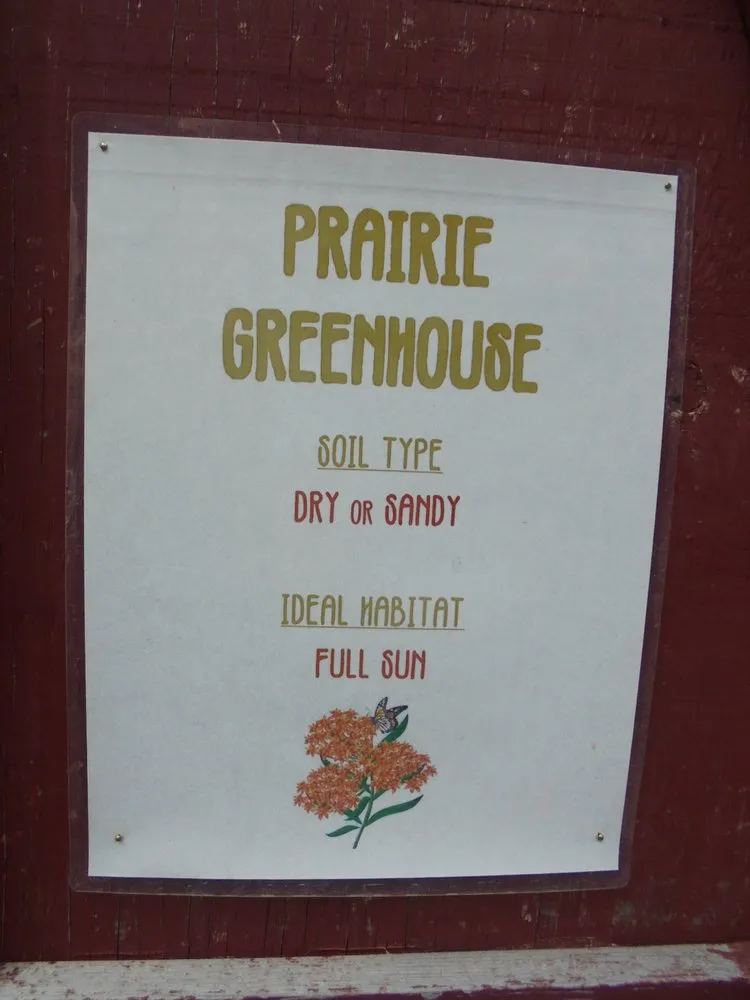 PRAIRIE
GREENHOUSE
SOIL TYPE
DRY OR SANDY
IDEAL HABITAT
FULL SUN